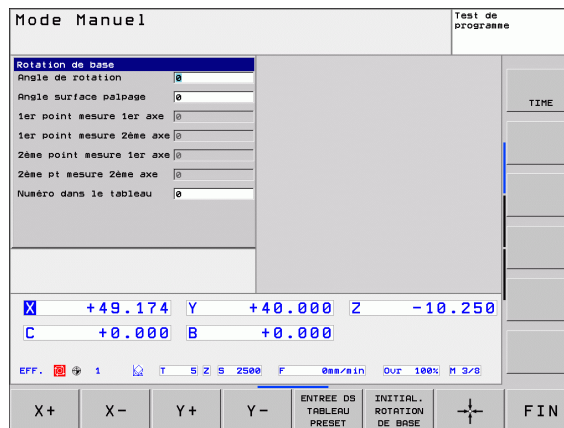 Mode Manuel
Test de
programme
Rotation de base
Angle de rotation 0
Angle surface palpage 0
1er point mesure 1er axe 0
1er point mesure 2ème axe 0
2ème point mesure 1er axe 0
2ème pt mesure 2ème axe 0
Numéro dans le tableau 0
TIME
X +49.174 Y +40.000 Z -10.250
C +0.000 B +0.000
EFF. 1 T 5 Z S 2500 F 0mm/min Ovr 100% M 3/8
X+ X- Y+ Y- ENTREE DS TABLEAU PRESET INITIAL. ROTATION DE BASE FIN